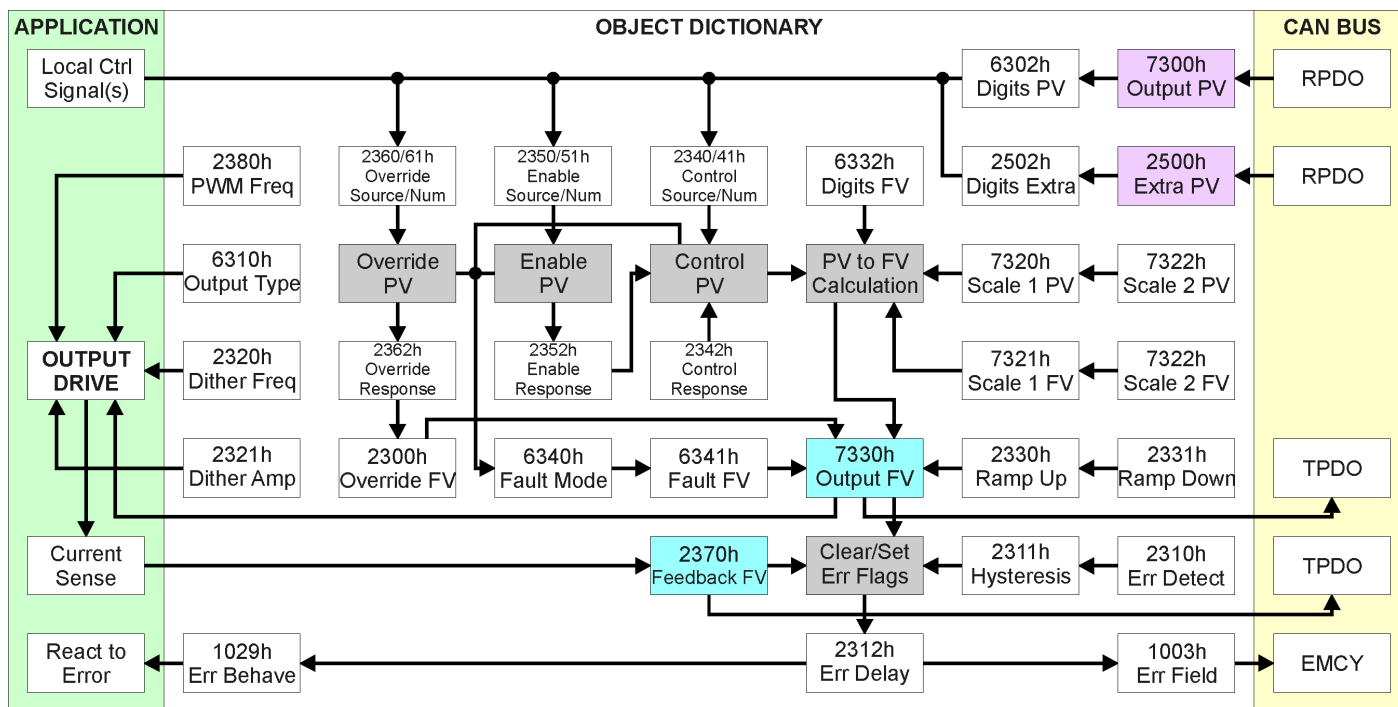 APPLICATION
OBJECT DICTIONARY
CAN BUS
Local Ctrl
Signal(s)
6302h
Digits PV
7300h
Output PV
RPDO
2380h
PWM Freq
2360/61h
Override
Source/Num
2350/51h
Enable
Source/Num
2340/41h
Control
Source/Num
6332h
Digits FV
2502h
Digits Extra
2500h
Extra PV
RPDO
6310h
Output Type
Override
PV
Enable
PV
Control
PV
PV to FV
Calculation
7320h
Scale 1 PV
7322h
Scale 2 PV
OUTPUT
DRIVE
2320h
Dither Freq
2362h
Override
Response
2352h
Enable
Response
2342h
Control
Response
7321h
Scale 1 FV
7322h
Scale 2 FV
2321h
Dither Amp
2300h
Override FV
6340h
Fault Mode
6341h
Fault FV
7330h
Output FV
2330h
Ramp Up
2331h
Ramp Down
TPDO
Current
Sense
2370h
Feedback FV
Clear/Set
Err Flags
2311h
Hysteresis
2310h
Err Detect
TPDO
React to
Error
1029h
Err Behave
2312h
Err Delay
1003h
Err Field
EMCY